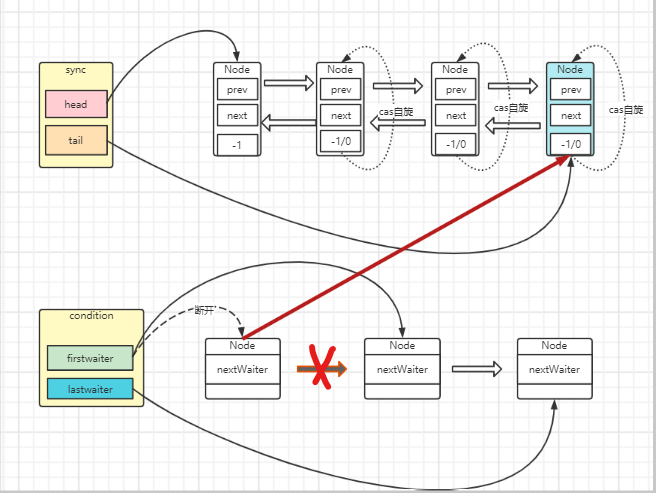 sync
head
tail
Node
prev
next
-1
Node
prev
next
-1/0
cas自旋
Node
prev
next
-1/0
cas自旋
Node
prev
next
-1/0
cas自旋
condition
firstwaiter
lastwaiter
断开
Node
nextWaiter
Node
nextWaiter
Node
nextWaiter